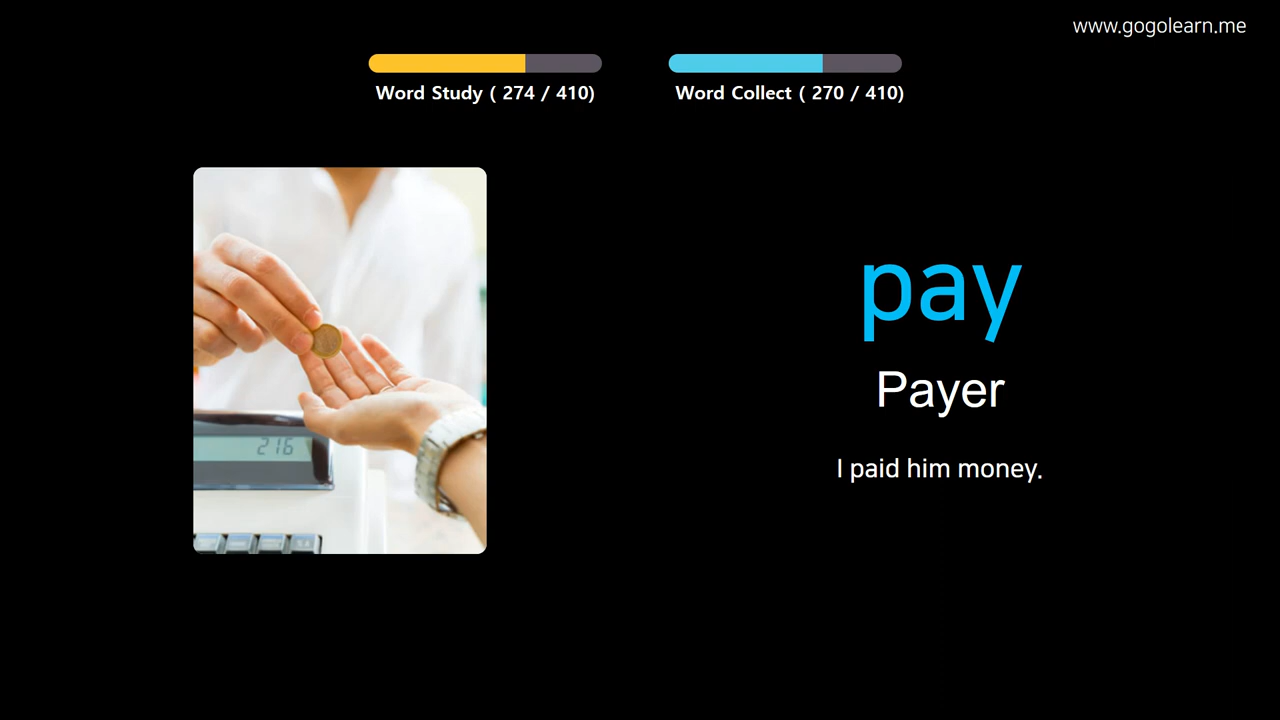 www.gogolearn.me
Word Study ( 274 / 410)
Word Collect ( 270 / 410)
pay
Payer
I paid him money.
216